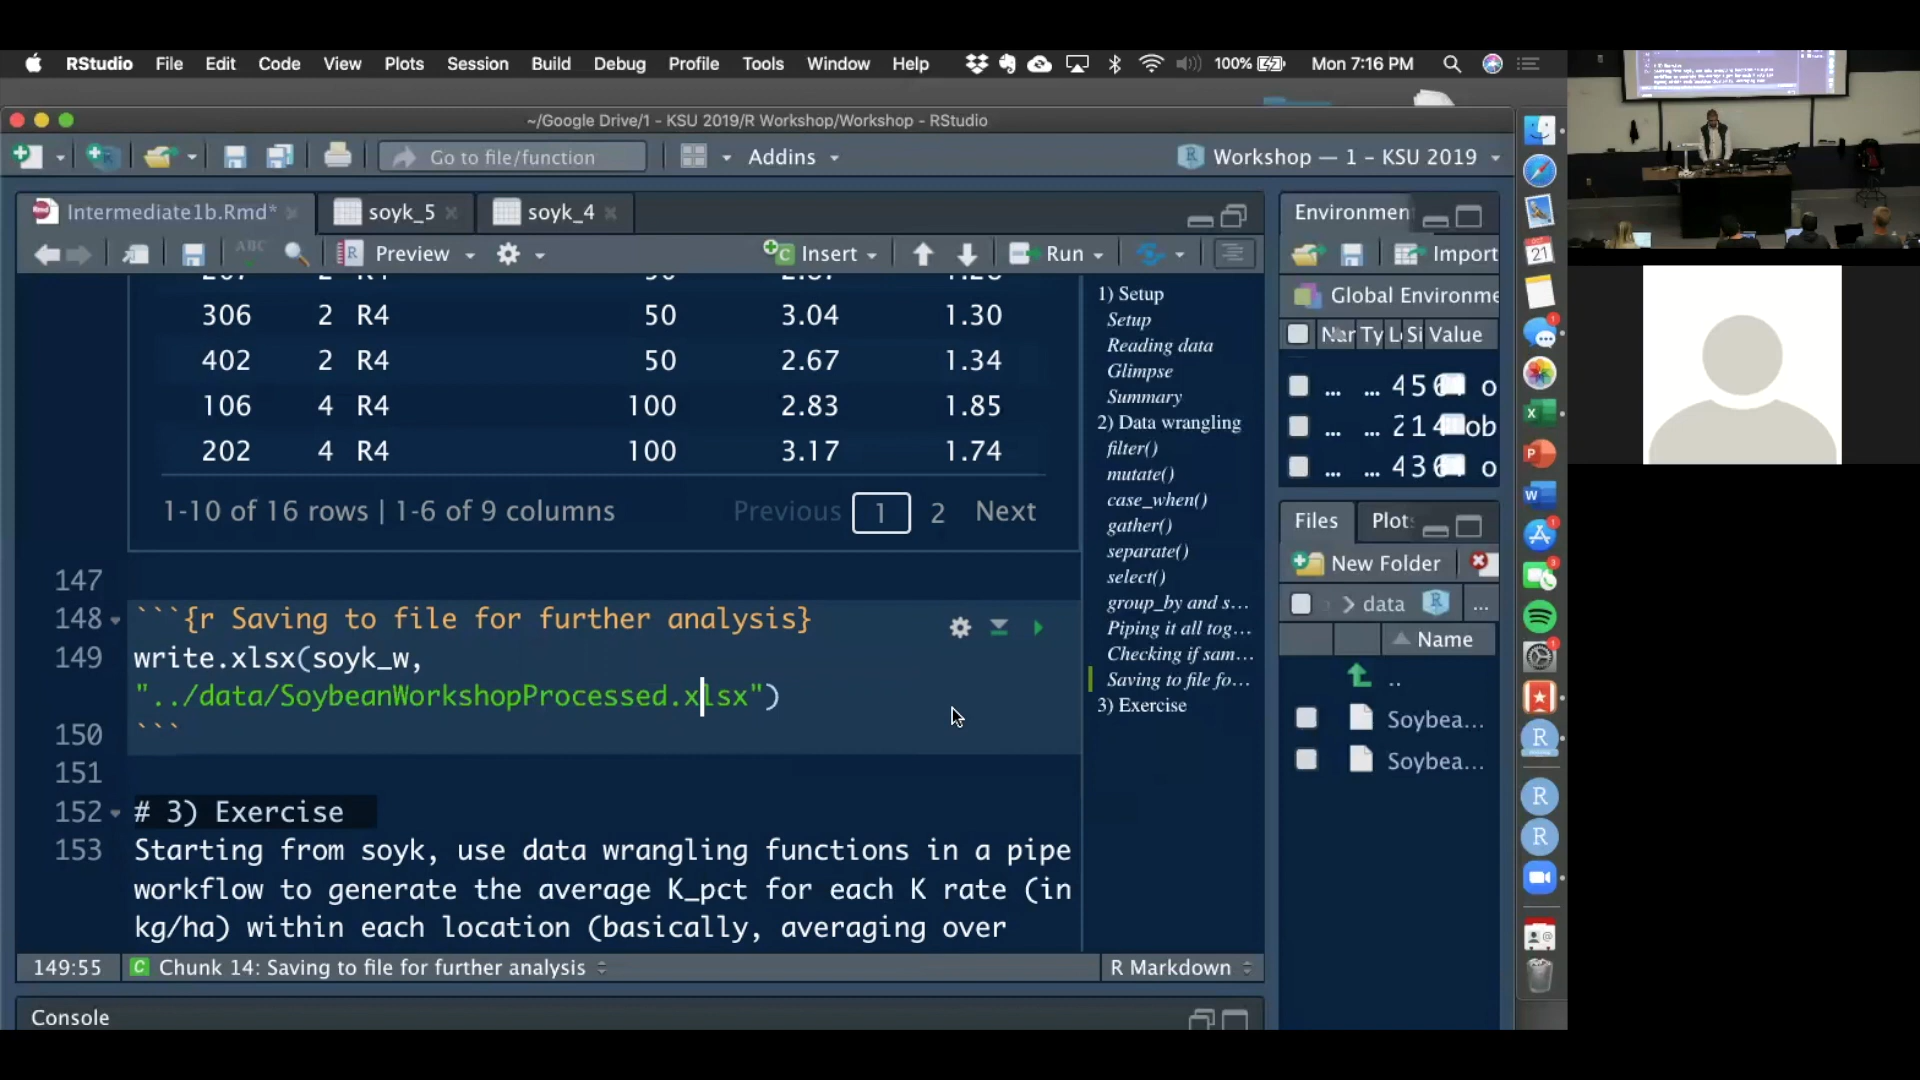 RStudio File Edit Code View Plots Session Build Debug Profile Tools Window Help 100% Mon 7:16 PM
~/Google Drive/1 - KSU 2019/R Workshop/Workshop - RStudio
Go to file/function Addins Workshop — 1 - KSU 2019
Intermediate1b.Rmd* soyk_5 soyk_4
ABC Preview Insert Run
306 2 R4 50 3.04 1.30
402 2 R4 50 2.67 1.34
106 4 R4 100 2.83 1.85
202 4 R4 100 3.17 1.74
1-10 of 16 rows | 1-6 of 9 columns Previous 1 2 Next
147
148 ```{r Saving to file for further analysis}
149 write.xlsx(soyk_w,
"../data/SoybeanWorkshopProcessed.xlsx")
150 ```
151
152 # 3) Exercise
153 Starting from soyk, use data wrangling functions in a pipe
workflow to generate the average K_pct for each K rate (in
kg/ha) within each location (basically, averaging over
149:55 Chunk 14: Saving to file for further analysis R Markdown
Console
1) Setup
Setup
Reading data
Glimpse
Summary
2) Data wrangling
filter()
mutate()
case_when()
gather()
separate()
select()
group_by and s...
Piping it all tog...
Checking if sam...
Saving to file fo...
3) Exercise
Environmen
Import
Global Environme
Ty Si Value
... ... 456 o
... ... 214 ob
... ... 436 o
Files Plot
New Folder
data ...
Name
..
Soybea...
Soybea...
21